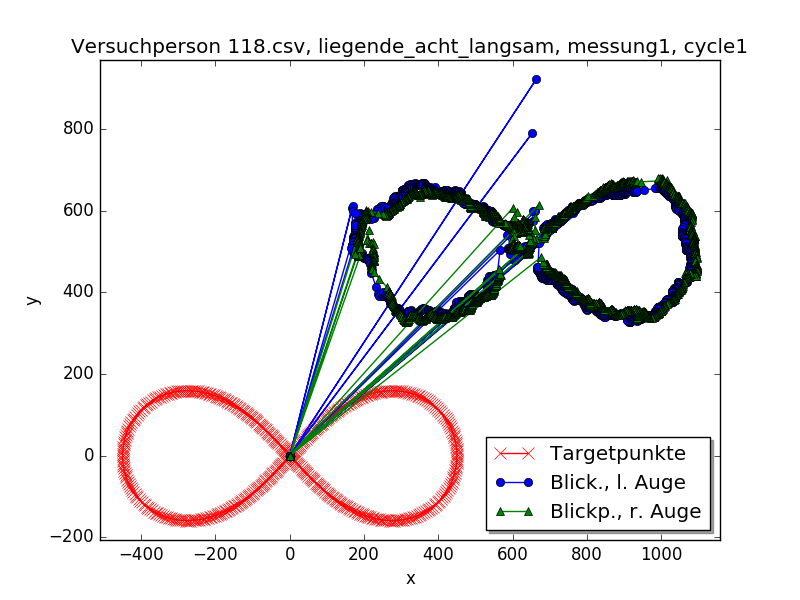 Versuchperson 118.csv, liegende_acht_langsam, messung1, cycle1
y
800
600
400
200
0
−200
−400 −200 0 200 400 600 800 1000
x
Targetpunkte
Blick., l. Auge
Blickp., r. Auge